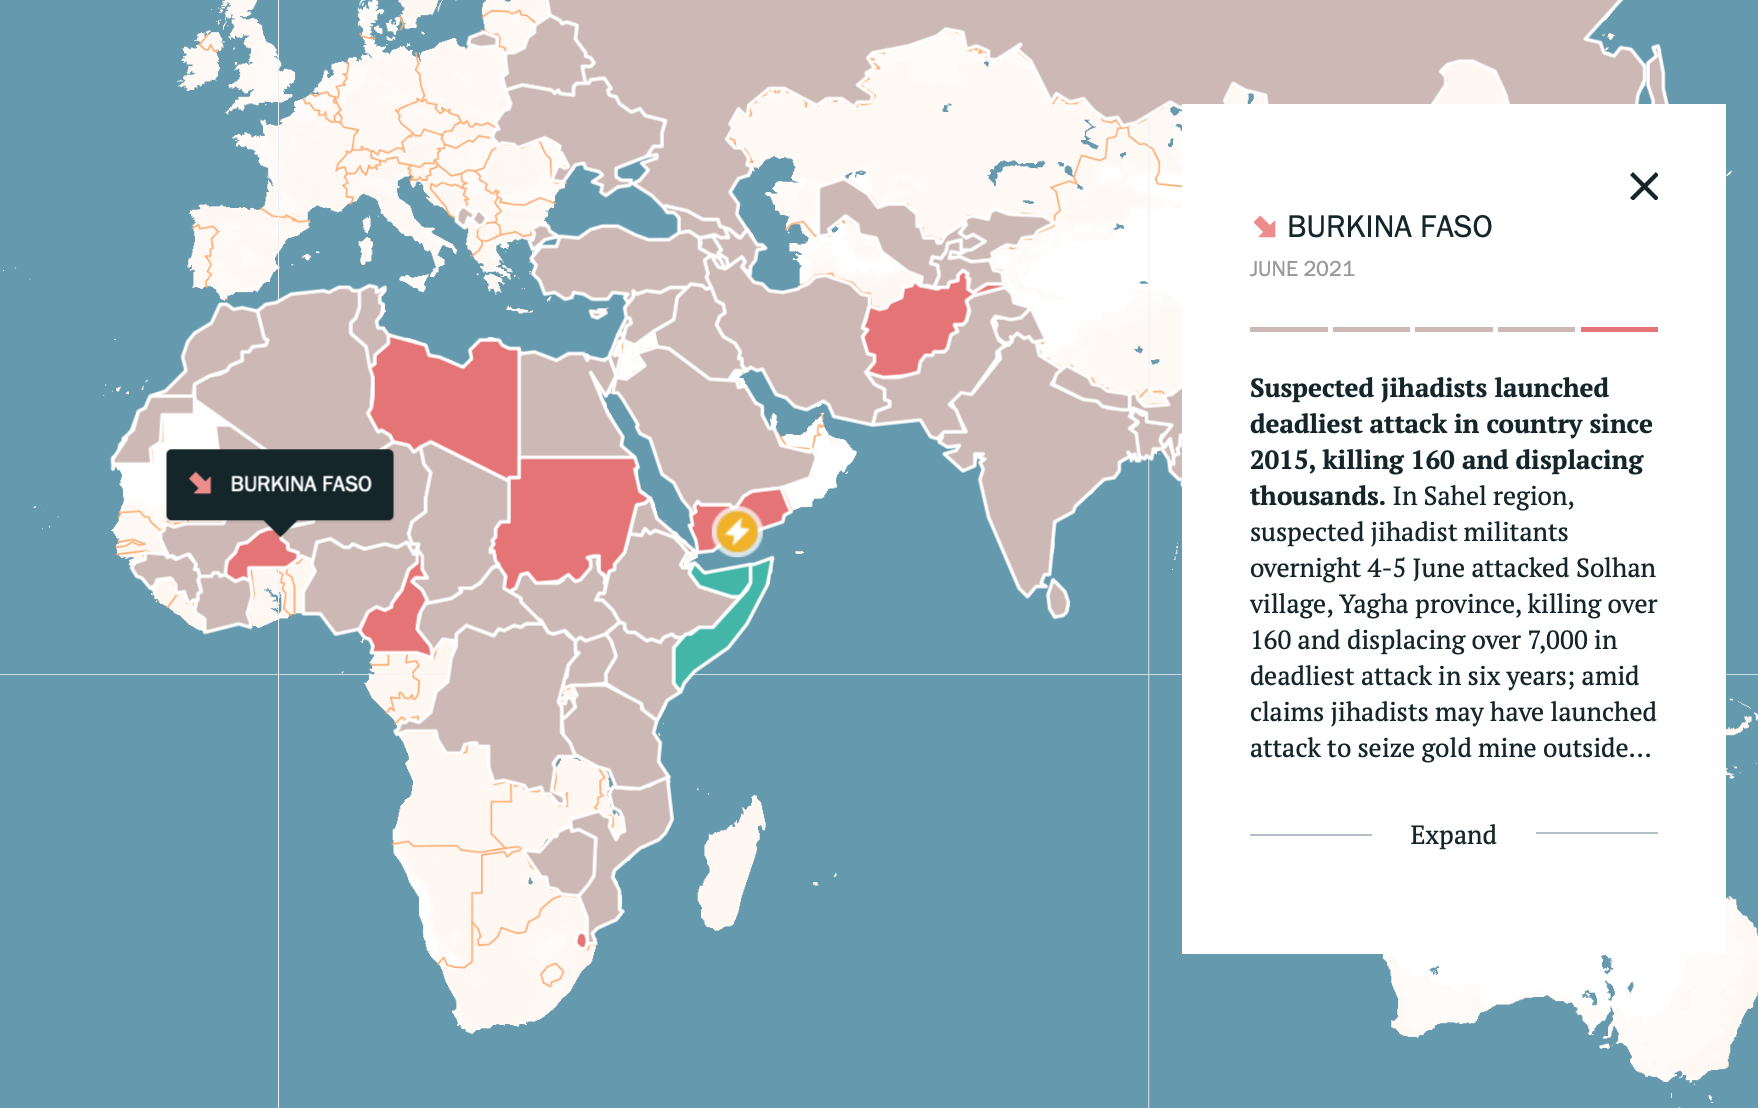 BURKINA FASO
BURKINA FASO
JUNE 2021
Suspected jihadists launched
deadliest attack in country since
2015, killing 160 and displacing
thousands. In Sahel region,
suspected jihadist militants
overnight 4-5 June attacked Solhan
village, Yagha province, killing over
160 and displacing over 7,000 in
deadliest attack in six years; amid
claims jihadists may have launched
attack to seize gold mine outside...
Expand